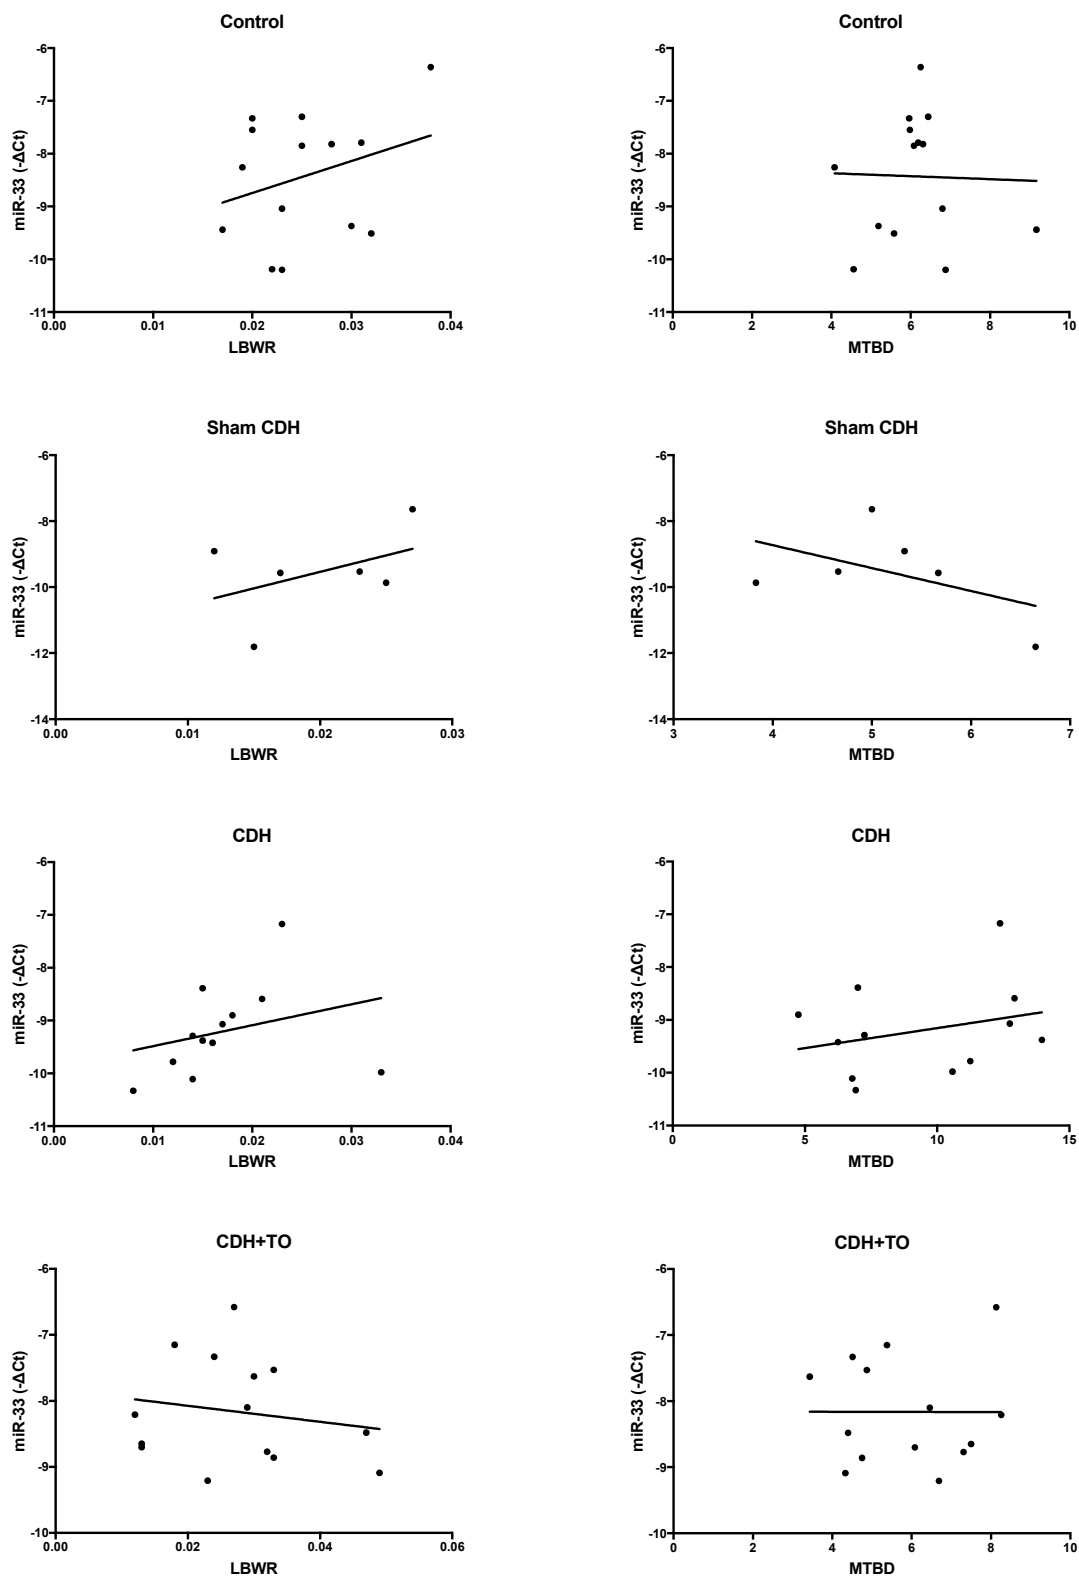 Control
miR-33 (-ΔCt)
-6
-7
-8
-9
-10
-11
0.00 0.01 0.02 0.03 0.04
LBWR
Control
miR-33 (-ΔCt)
-6
-7
-8
-9
-10
-11
0 2 4 6 8 10
MTBD
Sham CDH
miR-33 (-ΔCt)
-6
-8
-10
-12
-14
0.00 0.01 0.02 0.03
LBWR
Sham CDH
miR-33 (-ΔCt)
-6
-8
-10
-12
-14
3 4 5 6 7
MTBD
CDH
miR-33 (-ΔCt)
-6
-7
-8
-9
-10
-11
0.00 0.01 0.02 0.03 0.04
LBWR
CDH
miR-33 (-ΔCt)
-6
-7
-8
-9
-10
-11
0 5 10 15
MTBD
CDH+TO
miR-33 (-ΔCt)
-6
-7
-8
-9
-10
0.00 0.02 0.04 0.06
LBWR
CDH+TO
miR-33 (-ΔCt)
-6
-7
-8
-9
-10
0 2 4 6 8 10
MTBD